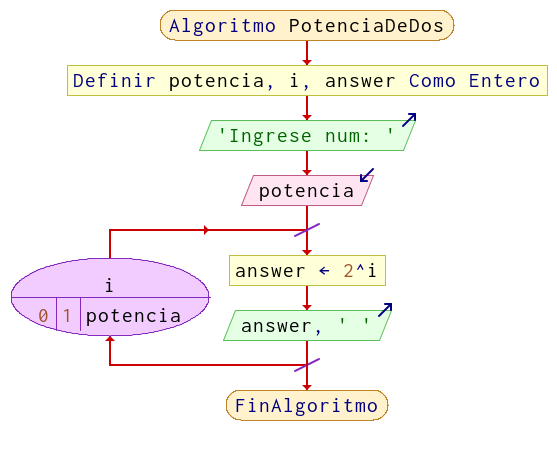 Algoritmo PotenciaDeDos
Definir potencia, i, answer Como Entero
'Ingrese num: '
potencia
answer ← 2^i
i
0 1 potencia
answer, ' '
FinAlgoritmo